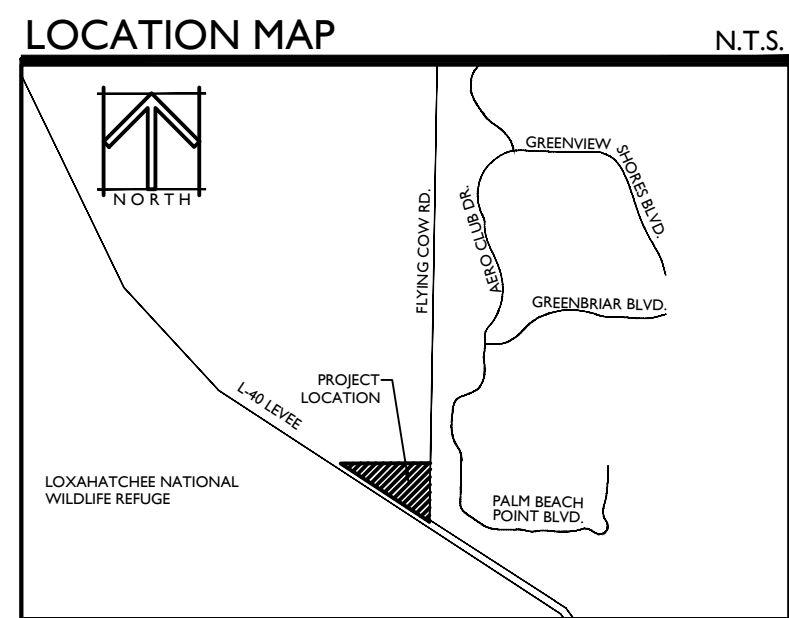 LOCATION MAP
N.T.S.
NORTH
GREENVIEW
SHORES BLVD.
FLYING COW RD.
AERO CLUB DR.
GREENBRIAR BLVD.
PROJECT
LOCATION
L-40 LEVEE
LOXAHATCHEE NATIONAL
WILDLIFE REFUGE
PALM BEACH
POINT BLVD.